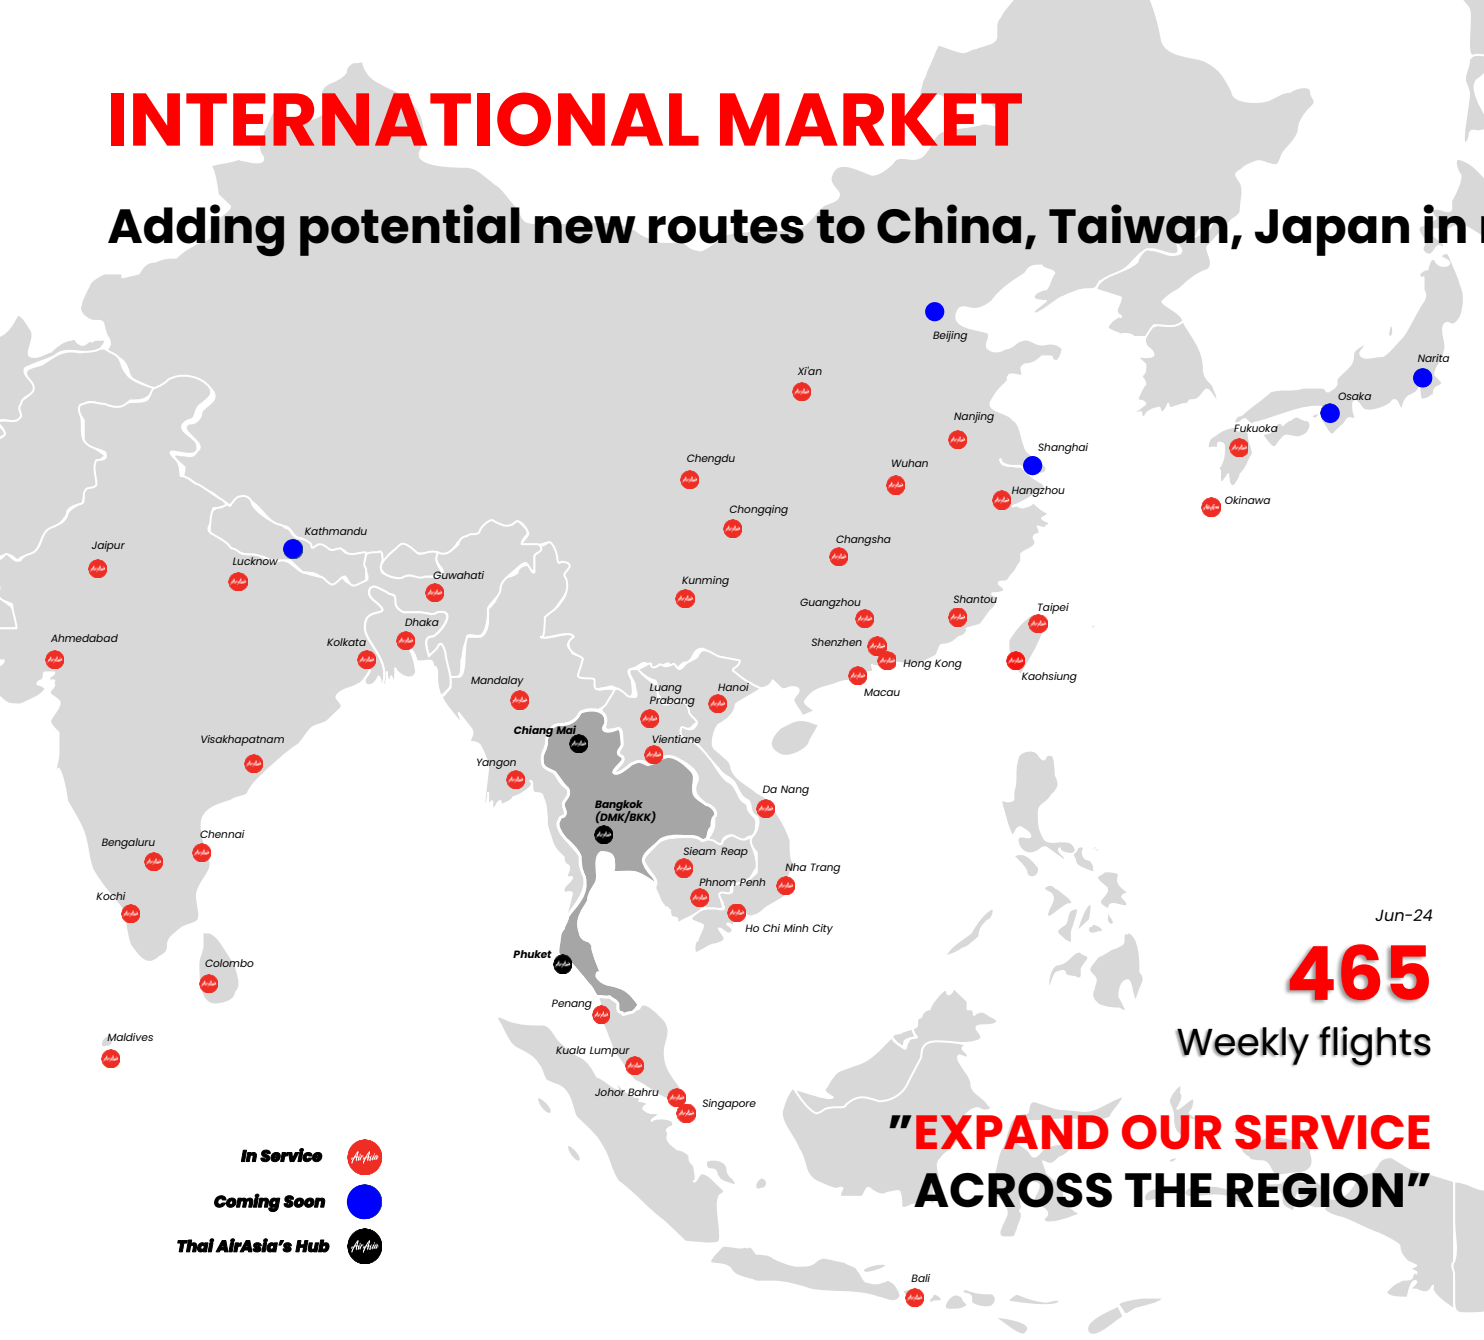 INTERNATIONAL MARKET
Adding potential new routes to China, Taiwan, Japan in
Beijing
Narita
Xi'an
Osaka
Nanjing
Fukuoka
Shanghai
Chengdu
Wuhan
Hangzhou
Okinawa
Chongqing
Kathmandu
Changsha
Jaipur
Lucknow
Guwahati
Kunming
Guangzhou
Shantou
Taipei
Dhaka
Ahmedabad
Kolkata
Shenzhen
Hong Kong
Kaohsiung
Mandalay
Luang
Prabang
Hanoi
Macau
Chiang Mai
Visakhapatnam
Vientiane
Yangon
Da Nang
Bangkok
(DMK/BKK)
Bengaluru
Chennai
Sieam Reap
Nha Trang
Phnom Penh
Kochi
Ho Chi Minh City
Jun-24
465
Weekly flights
Phuket
Colombo
Penang
Maldives
Kuala Lumpur
Johor Bahru
Singapore
"EXPAND OUR SERVICE
ACROSS THE REGION"
In Service AirAsia
Coming Soon
Thai AirAsia's Hub AirAsia
Bali